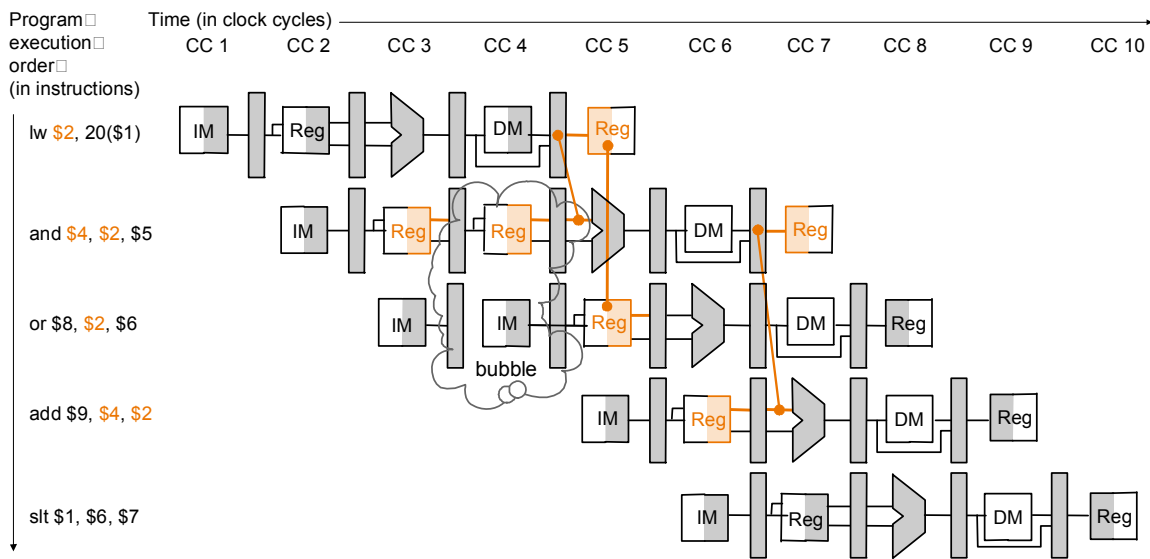 Program□ Time (in clock cycles)
execution□ CC 1 CC 2 CC 3 CC 4 CC 5 CC 6 CC 7 CC 8 CC 9 CC 10
order□
(in instructions)
lw $2, 20($1) IM Reg DM Reg
and $4, $2, $5 IM Reg Reg DM Reg
or $8, $2, $6 IM IM Reg DM Reg
bubble
add $9, $4, $2 IM Reg DM Reg
slt $1, $6, $7 IM Reg DM Reg